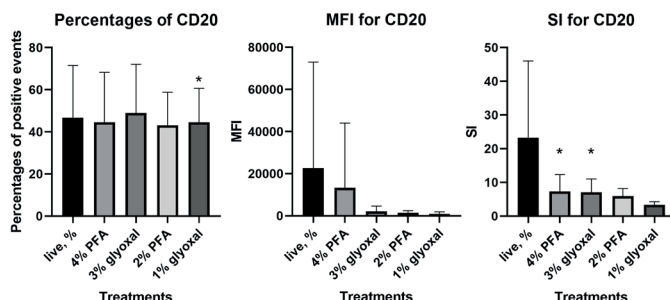 Percentages of CD20
Percentages of positive events
80
60
40
20
0
*
live, %
4% PFA
3% glyoxal
2% PFA
1% glyoxal
Treatments
MFI for CD20
MFI
80000
60000
40000
20000
0
live, %
4% PFA
3% glyoxal
2% PFA
1% glyoxal
Treatments
SI for CD20
SI
50
40
30
20
10
0
* *
live, %
4% PFA
3% glyoxal
2% PFA
1% glyoxal
Treatments